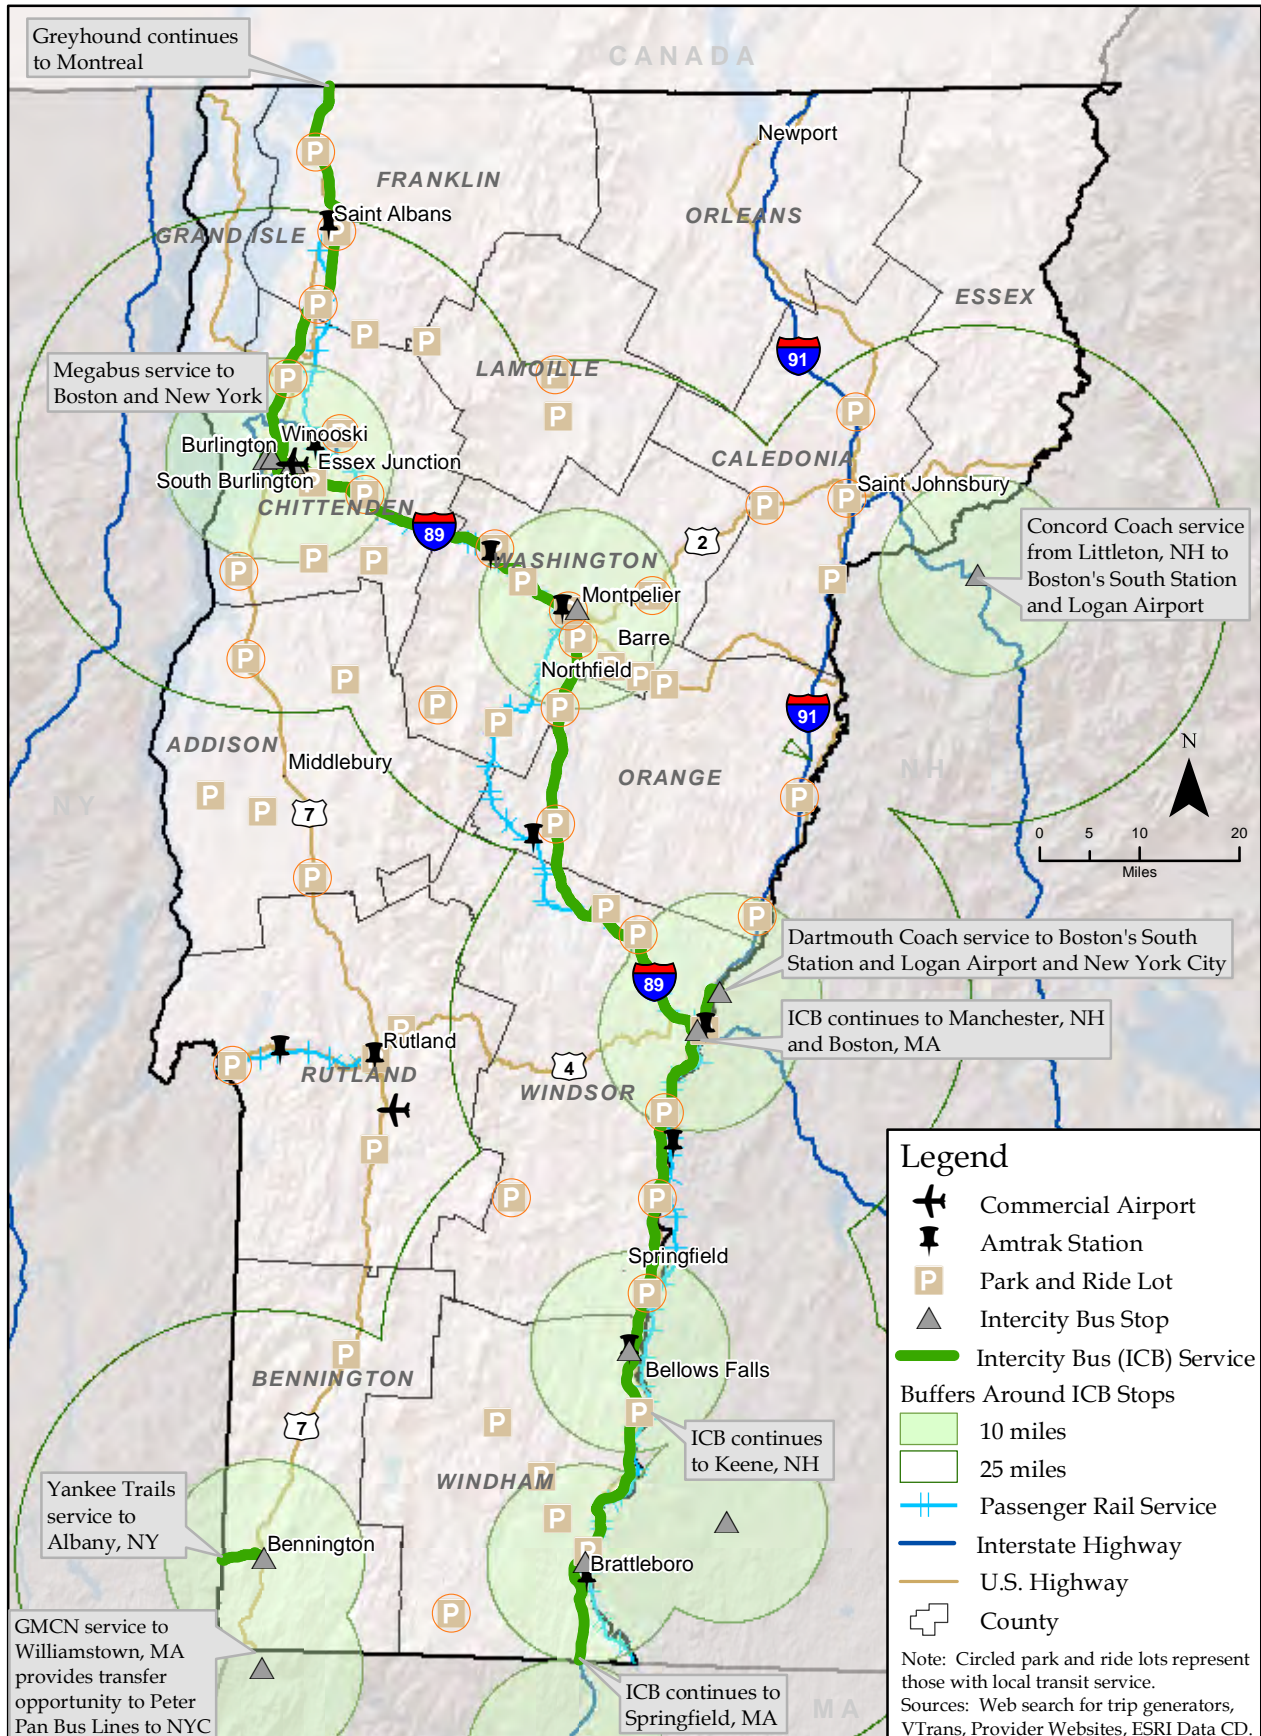 Greyhound continues
to Montreal
CANADA
Newport
FRANKLIN
ORLEANS
Saint Albans
GRAND ISLE
ESSEX
P
91
Megabus service to
Boston and New York
LAMOILLE
Burlington
Winooski
Essex Junction
South Burlington
CHITTENDEN
CALEDONIA
Saint Johnsbury
89
WASHINGTON
2
Concord Coach service
from Littleton, NH to
Boston's South Station
and Logan Airport
Montpelier
Barre
Northfield
91
ADDISON
Middlebury
ORANGE
NY
NH
N
7
0 5 10 20
Miles
Dartmouth Coach service to Boston's South
Station and Logan Airport and New York City
89
ICB continues to Manchester, NH
and Boston, MA
Rutland
RUTLAND
4
WINDSOR
Springfield
Bellows Falls
BENNINGTON
7
ICB continues
to Keene, NH
WINDHAM
Yankee Trails
service to
Albany, NY
Bennington
Brattleboro
GMCN service to
Williamstown, MA
provides transfer
opportunity to Peter
Pan Bus Lines to NYC
ICB continues to
Springfield, MA
MA
Legend
Commercial Airport
Amtrak Station
P Park and Ride Lot
Intercity Bus Stop
Intercity Bus (ICB) Service
Buffers Around ICB Stops
10 miles
25 miles
Passenger Rail Service
Interstate Highway
U.S. Highway
County
Note: Circled park and ride lots represent
those with local transit service.
Sources: Web search for trip generators,
VTrans, Provider Websites, ESRI Data CD.